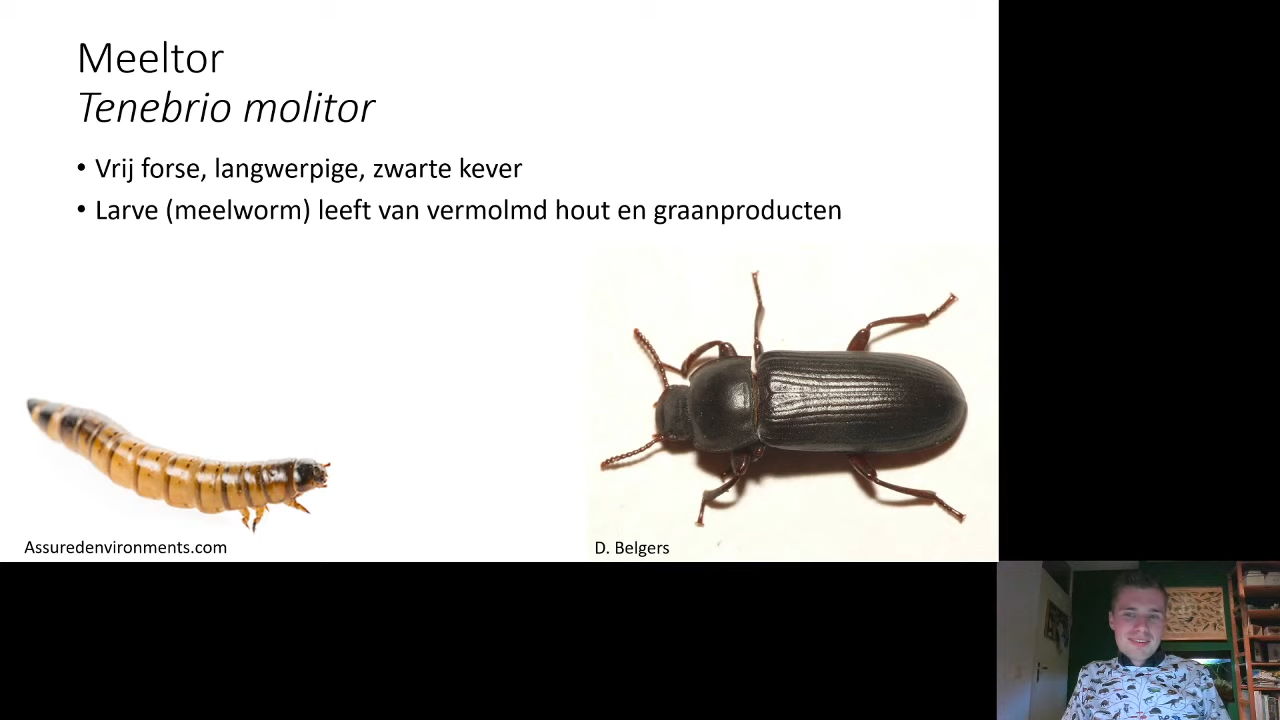 Meeltor
Tenebrio molitor
• Vrij forse, langwerpige, zwarte kever
• Larve (meelworm) leeft van vermolmd hout en graanproducten
Assuredenvironments.com
D. Belgers